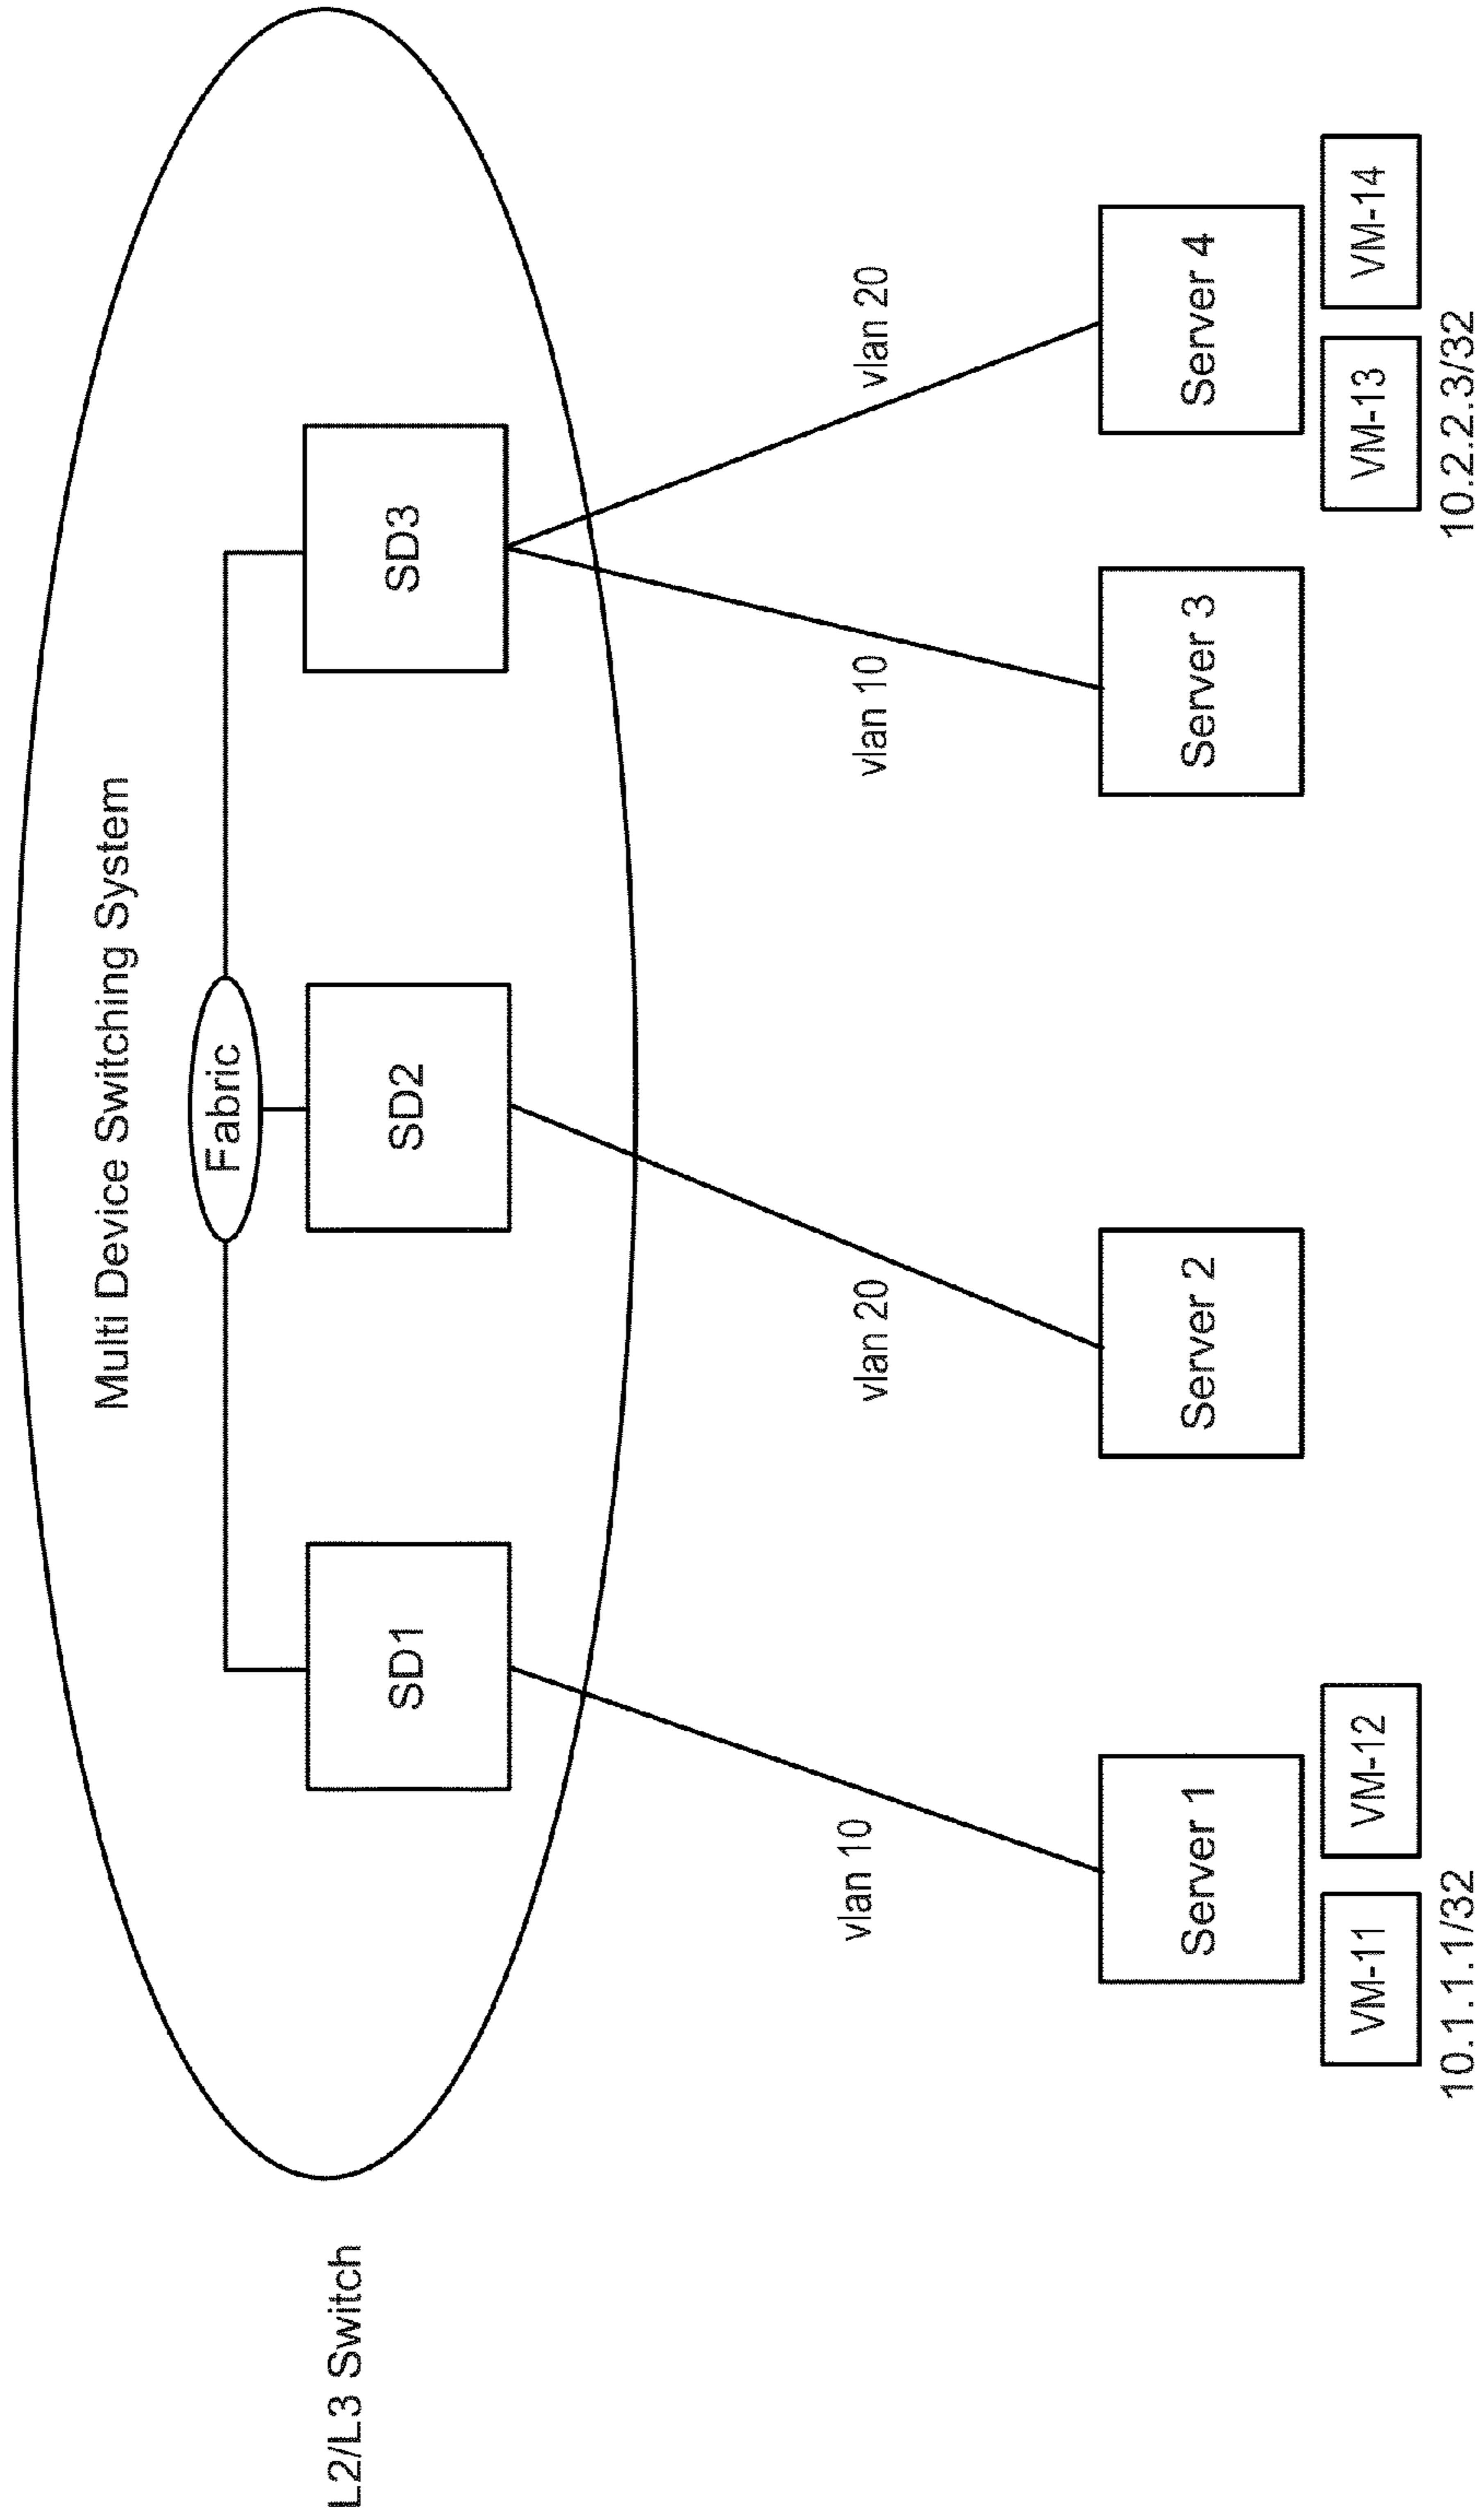 Multi Device Switching System
Fabric
L2/L3 Switch
SD1
SD2
SD3
vlan 10
vlan 20
vlan 10
vlan 20
Server 1
Server 2
Server 3
Server 4
VM-11
VM-12
VM-13
VM-14
10.1.1.1/32
10.2.2.3/32